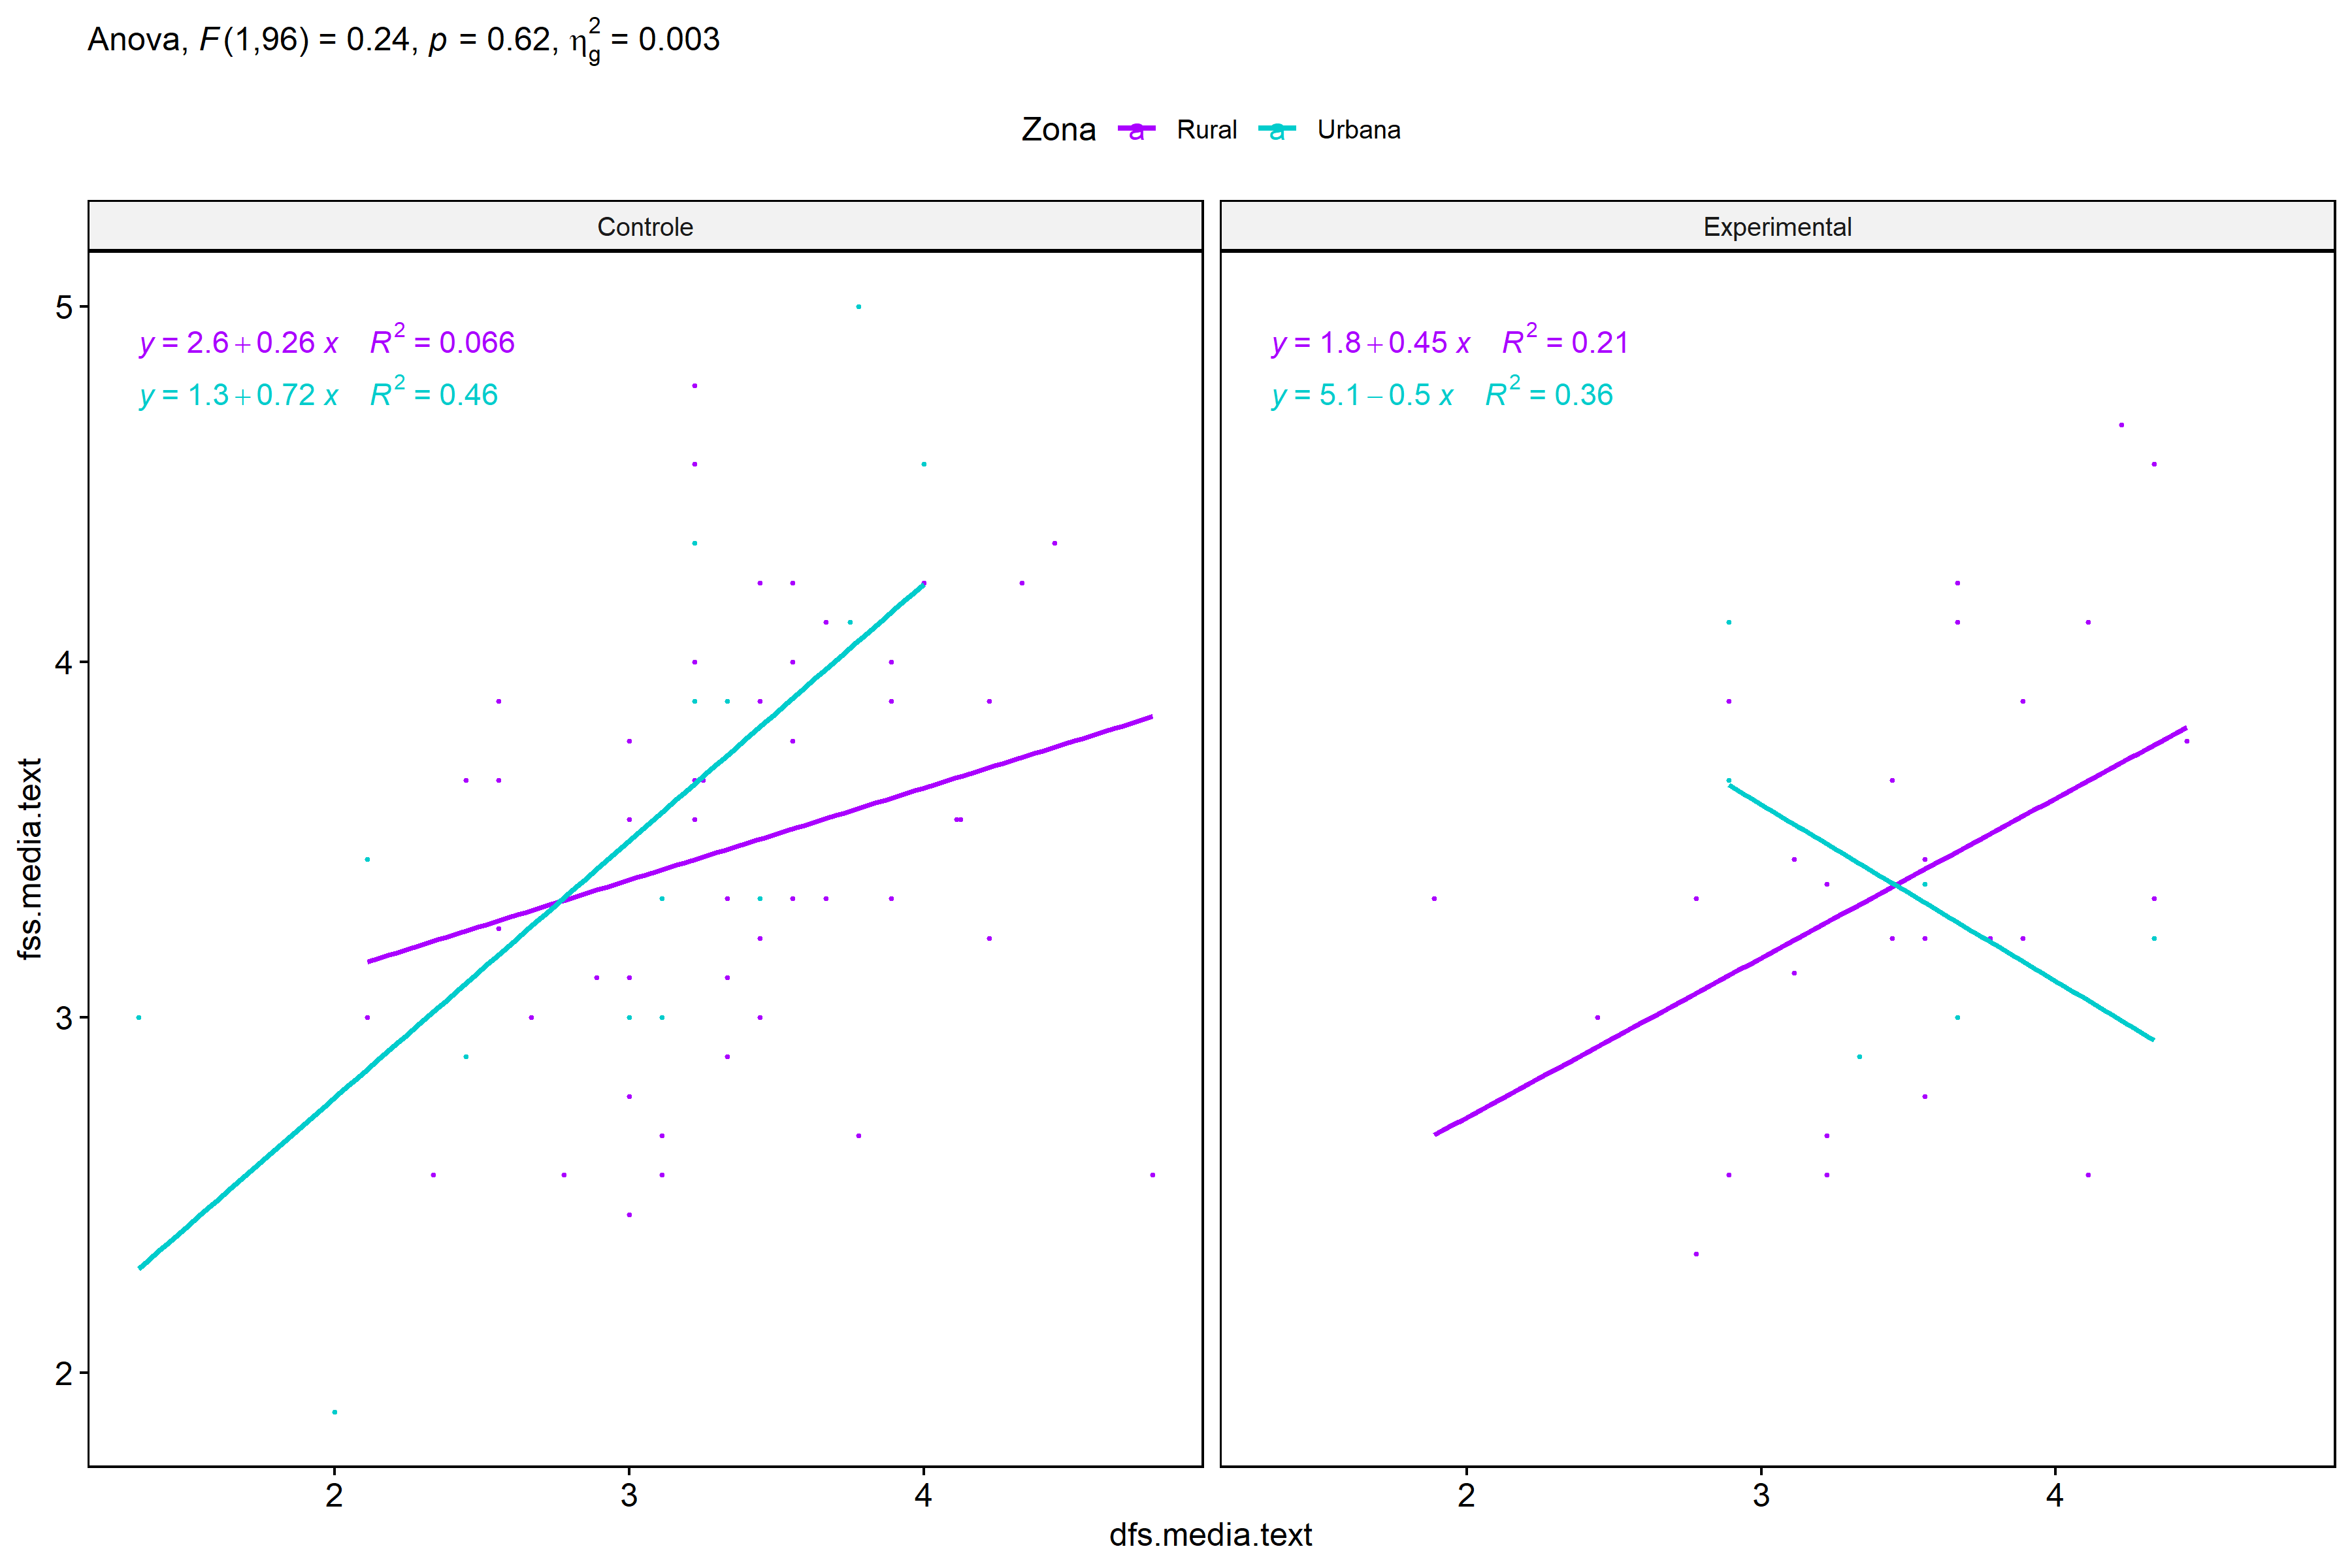 Anova, F(1,96) = 0.24, p = 0.62, η²g = 0.003
Zona a Rural a Urbana
Controle
Experimental
y = 2.6 + 0.26 x R² = 0.066
y = 1.3 + 0.72 x R² = 0.46
y = 1.8 + 0.45 x R² = 0.21
y = 5.1 − 0.5 x R² = 0.36
5
4
3
2
fss.media.text
2 3 4
2 3 4
dfs.media.text